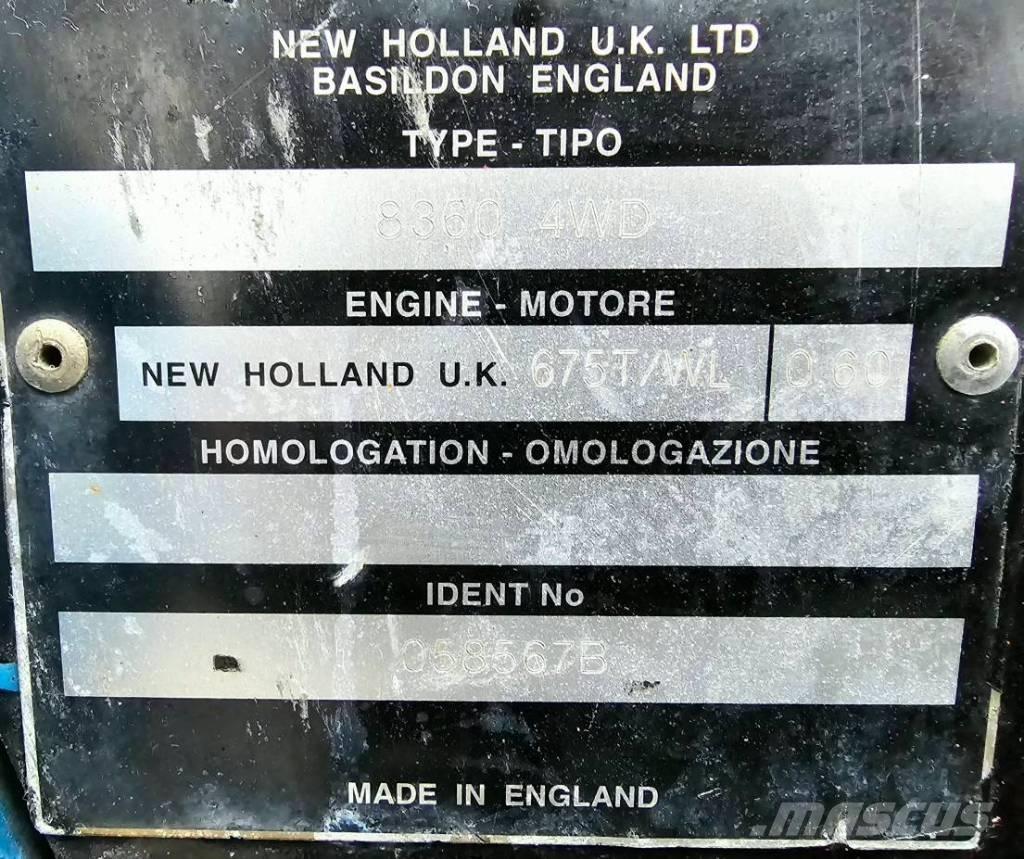 NEW HOLLAND U.K. LTD
BASILDON ENGLAND
TYPE - TIPO
8360 4WD
ENGINE - MOTORE
NEW HOLLAND U.K. 675T/WL 0.60
HOMOLOGATION - OMOLOGAZIONE
IDENT No
058567B
MADE IN ENGLAND
MASCUS